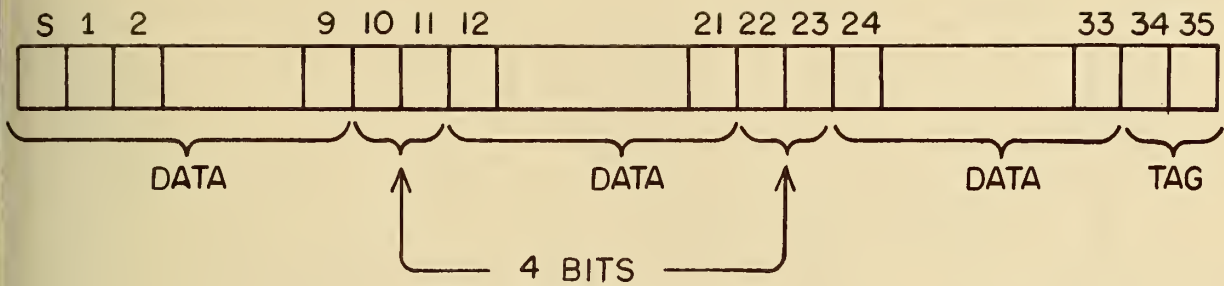 S 1 2 9 10 11 12 21 22 23 24 33 34 35
DATA DATA DATA TAG
4 BITS